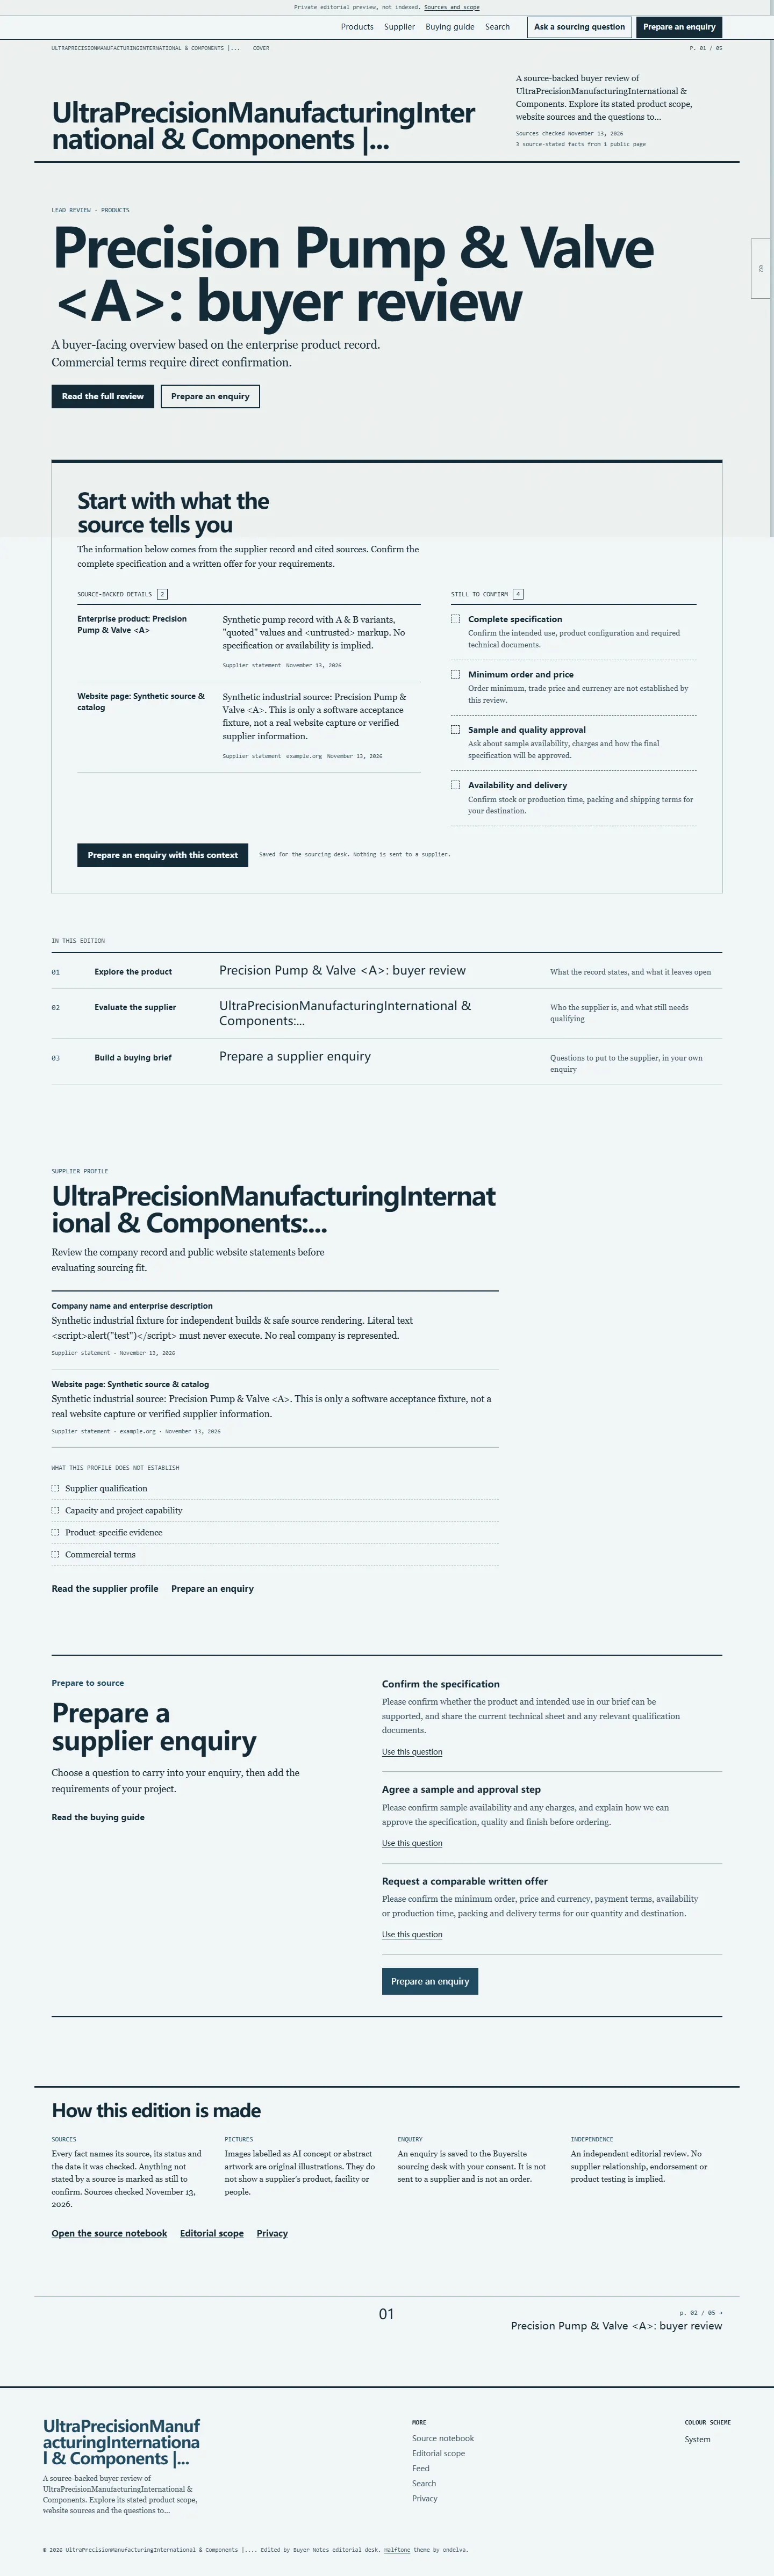 Private editorial preview, not indexed. Sources and scope
Products Supplier Buying guide Search Ask a sourcing question Prepare an enquiry
ULTRAPRECISIONMANUFACTURINGINTERNATIONAL & COMPONENTS |... COVER P. 01 / 05
UltraPrecisionManufacturingInter
national & Components |...
A source-backed buyer review of
UltraPrecisionManufacturingInternational &
Components. Explore its stated product scope,
website sources and the questions to...
Sources checked November 13, 2026
3 source-stated facts from 1 public page
LEAD REVIEW · PRODUCTS
Precision Pump & Valve
<A>: buyer review
02
A buyer-facing overview based on the enterprise product record.
Commercial terms require direct confirmation.
Read the full review Prepare an enquiry
Start with what the
source tells you
The information below comes from the supplier record and cited sources. Confirm the
complete specification and a written offer for your requirements.
SOURCE-BACKED DETAILS 2
Enterprise product: Precision
Pump & Valve <A>
Synthetic pump record with A & B variants,
"quoted" values and <untrusted> markup. No
specification or availability is implied.
Supplier statement November 13, 2026
Website page: Synthetic source &
catalog
Synthetic industrial source: Precision Pump &
Valve <A>. This is only a software acceptance
fixture, not a real website capture or verified
supplier information.
Supplier statement example.org November 13, 2026
STILL TO CONFIRM 4
Complete specification
Confirm the intended use, product configuration and required
technical documents.
Minimum order and price
Order minimum, trade price and currency are not established by
this review.
Sample and quality approval
Ask about sample availability, charges and how the final
specification will be approved.
Availability and delivery
Confirm stock or production time, packing and shipping terms for
your destination.
Prepare an enquiry with this context Saved for the sourcing desk. Nothing is sent to a supplier.
IN THIS EDITION
01 Explore the product Precision Pump & Valve <A>: buyer review What the record states, and what it leaves open
02 Evaluate the supplier UltraPrecisionManufacturingInternational &
Components:... Who the supplier is, and what still needs
qualifying
03 Build a buying brief Prepare a supplier enquiry Questions to put to the supplier, in your own
enquiry
SUPPLIER PROFILE
UltraPrecisionManufacturingInternat
ional & Components:...
Review the company record and public website statements before
evaluating sourcing fit.
Company name and enterprise description
Synthetic industrial fixture for independent builds & safe source rendering. Literal text
<script>alert("test")</script> must never execute. No real company is represented.
Supplier statement · November 13, 2026
Website page: Synthetic source & catalog
Synthetic industrial source: Precision Pump & Valve <A>. This is only a software acceptance fixture, not a
real website capture or verified supplier information.
Supplier statement · example.org · November 13, 2026
WHAT THIS PROFILE DOES NOT ESTABLISH
Supplier qualification
Capacity and project capability
Product-specific evidence
Commercial terms
Read the supplier profile Prepare an enquiry
Prepare to source
Prepare a
supplier enquiry
Choose a question to carry into your enquiry, then add the
requirements of your project.
Read the buying guide
Confirm the specification
Please confirm whether the product and intended use in our brief can be
supported, and share the current technical sheet and any relevant qualification
documents.
Use this question
Agree a sample and approval step
Please confirm sample availability and any charges, and explain how we can
approve the specification, quality and finish before ordering.
Use this question
Request a comparable written offer
Please confirm the minimum order, price and currency, payment terms, availability
or production time, packing and delivery terms for our quantity and destination.
Use this question
Prepare an enquiry
How this edition is made
SOURCES
Every fact names its source, its status and
the date it was checked. Anything not
stated by a source is marked as still to
confirm. Sources checked November 13,
2026.
PICTURES
Images labelled as AI concept or abstract
artwork are original illustrations. They do
not show a supplier's product, facility or
people.
ENQUIRY
An enquiry is saved to the Buyersite
sourcing desk with your consent. It is not
sent to a supplier and is not an order.
INDEPENDENCE
An independent editorial review. No
supplier relationship, endorsement or
product testing is implied.
Open the source notebook Editorial scope Privacy
01
p. 02 / 05 →
Precision Pump & Valve <A>: buyer review
UltraPrecisionManuf
acturingInternationa
l & Components |...
A source-backed buyer review of
UltraPrecisionManufacturingInternational &
Components. Explore its stated product scope,
website sources and the questions to...
MORE
Source notebook
Editorial scope
Feed
Search
Privacy
COLOUR SCHEME
System
© 2026 UltraPrecisionManufacturingInternational & Components |.... Edited by Buyer Notes editorial desk. Halftone theme by ondelva.